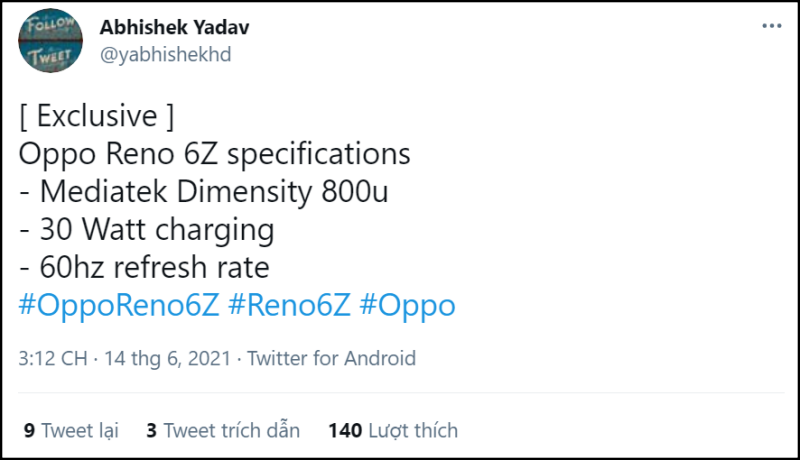 FOLLOW
TWEET
Abhishek Yadav
@yabhishekhd
[ Exclusive ]
Oppo Reno 6Z specifications
- Mediatek Dimensity 800u
- 30 Watt charging
- 60hz refresh rate
#OppoReno6Z #Reno6Z #Oppo
3:12 CH · 14 thg 6, 2021 · Twitter for Android
9 Tweet lại 3 Tweet trích dẫn 140 Lượt thích